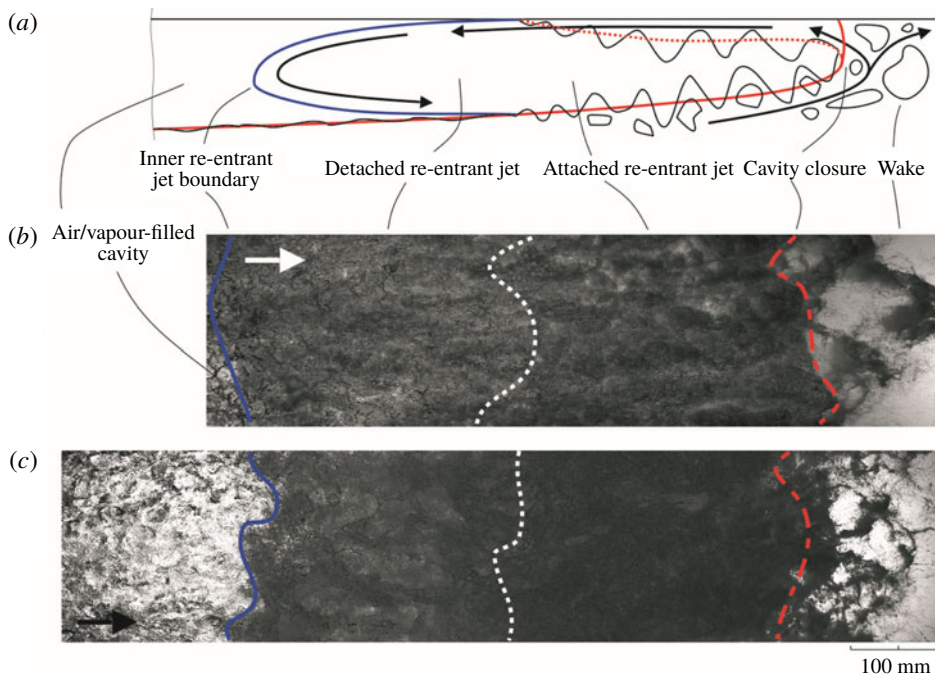 (a)
Inner re-entrant
jet boundary
Detached re-entrant jet
Attached re-entrant jet
Cavity closure
Wake
Air/vapour-filled
cavity
(b)
(c)
100 mm